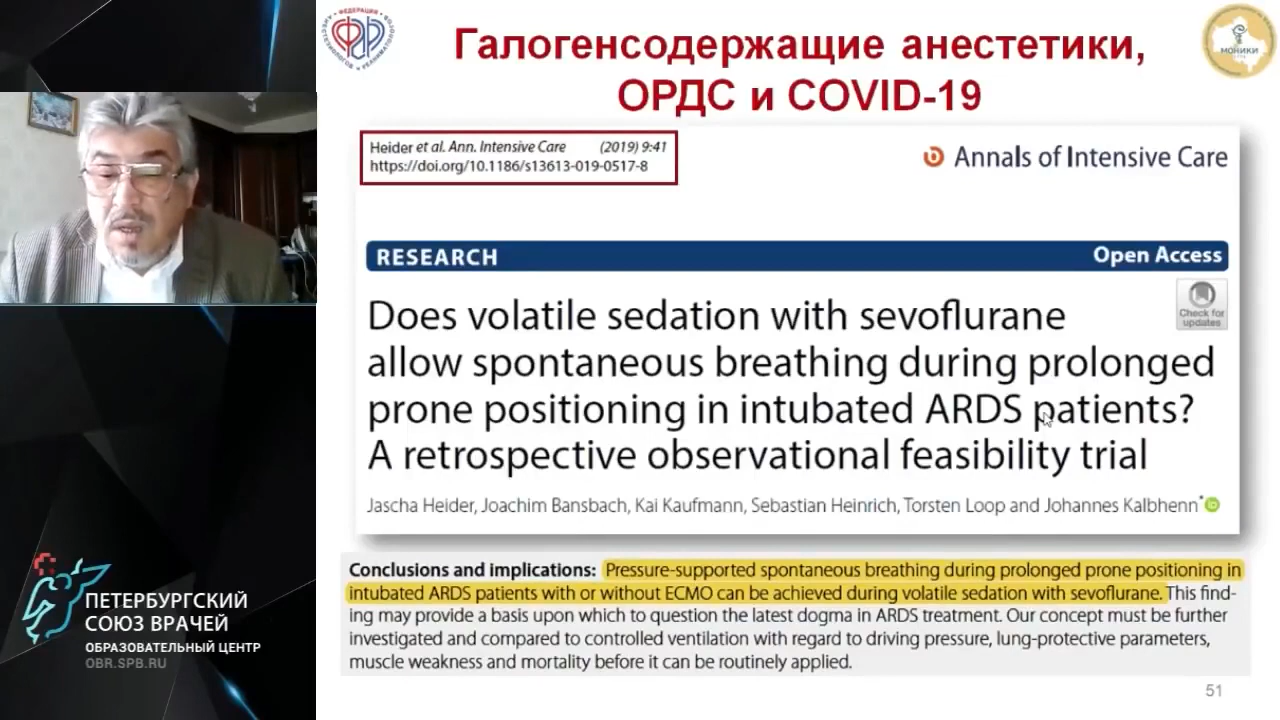 Галогенсодержащие анестетики,
ОРДС и COVID-19
МОНИКИ
Heider et al. Ann. Intensive Care (2019) 9:41
https://doi.org/10.1186/s13613-019-0517-8
Annals of Intensive Care
RESEARCH
Open Access
Check for
updates
Does volatile sedation with sevoflurane
allow spontaneous breathing during prolonged
prone positioning in intubated ARDS patients?
A retrospective observational feasibility trial
Jascha Heider, Joachim Bansbach, Kai Kaufmann, Sebastian Heinrich, Torsten Loop and Johannes Kalbhenn*
Conclusions and implications: Pressure-supported spontaneous breathing during prolonged prone positioning in
intubated ARDS patients with or without ECMO can be achieved during volatile sedation with sevoflurane. This find-
ing may provide a basis upon which to question the latest dogma in ARDS treatment. Our concept must be further
investigated and compared to controlled ventilation with regard to driving pressure, lung-protective parameters,
muscle weakness and mortality before it can be routinely applied.
51
ПЕТЕРБУРГСКИЙ
СОЮЗ ВРАЧЕЙ
ОБРАЗОВАТЕЛЬНЫЙ ЦЕНТР
OBR.SPB.RU